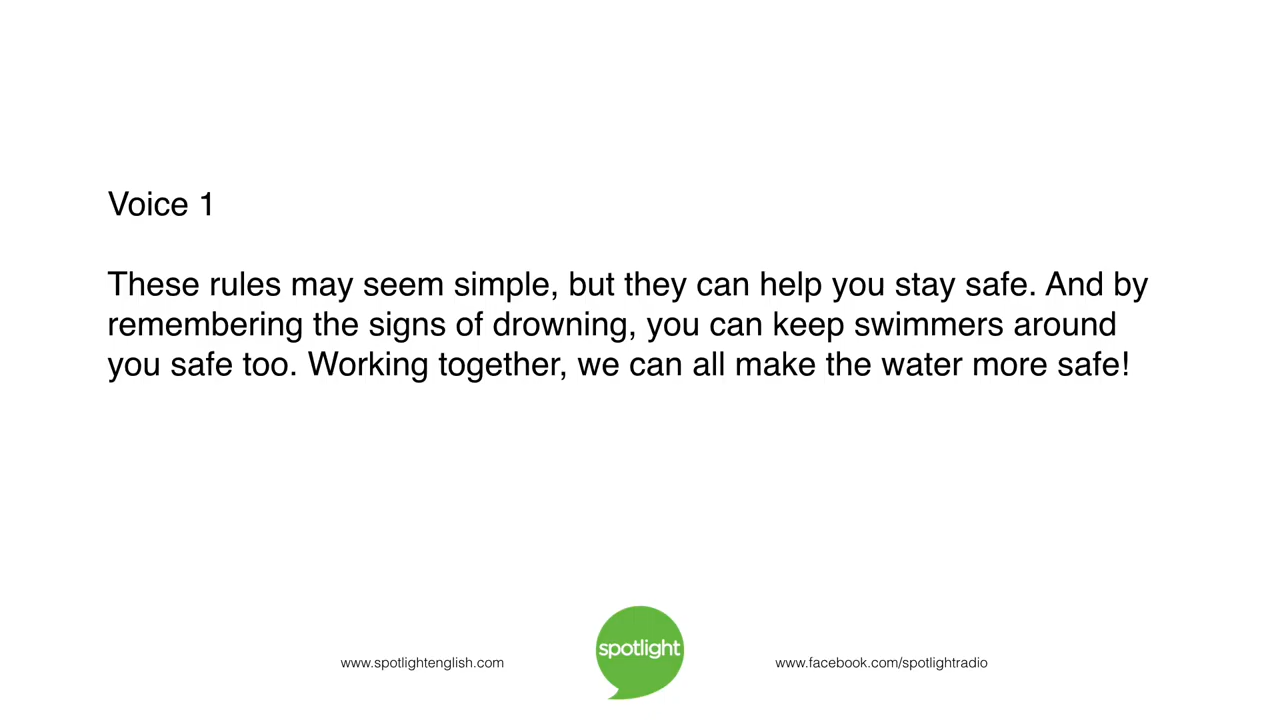 Voice 1
These rules may seem simple, but they can help you stay safe. And by
remembering the signs of drowning, you can keep swimmers around
you safe too. Working together, we can all make the water more safe!
spotlight
www.spotlightenglish.com
www.facebook.com/spotlightradio